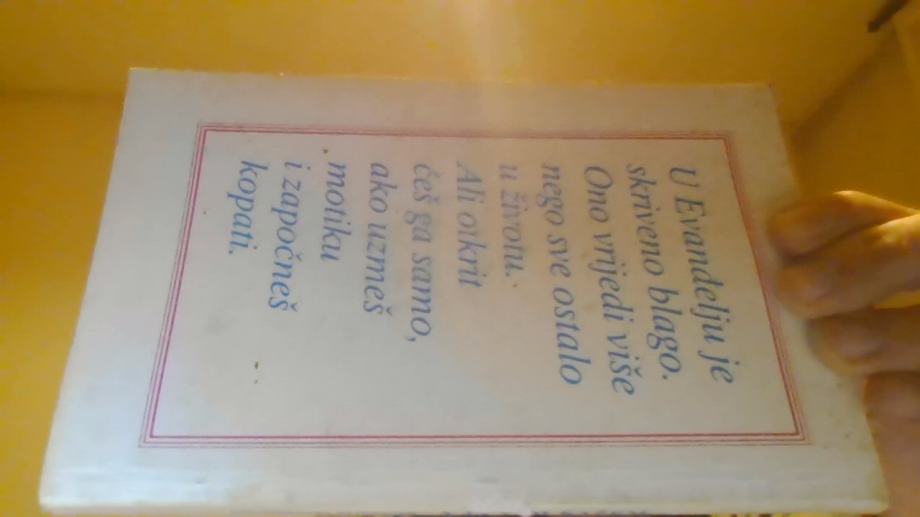 U Evanđelju je
skriveno blago.
Ono vrijedi više
nego sve ostalo
u životu.
Ali otkrit
ćeš ga samo,
ako uzmeš
motiku
i započneš
kopati.